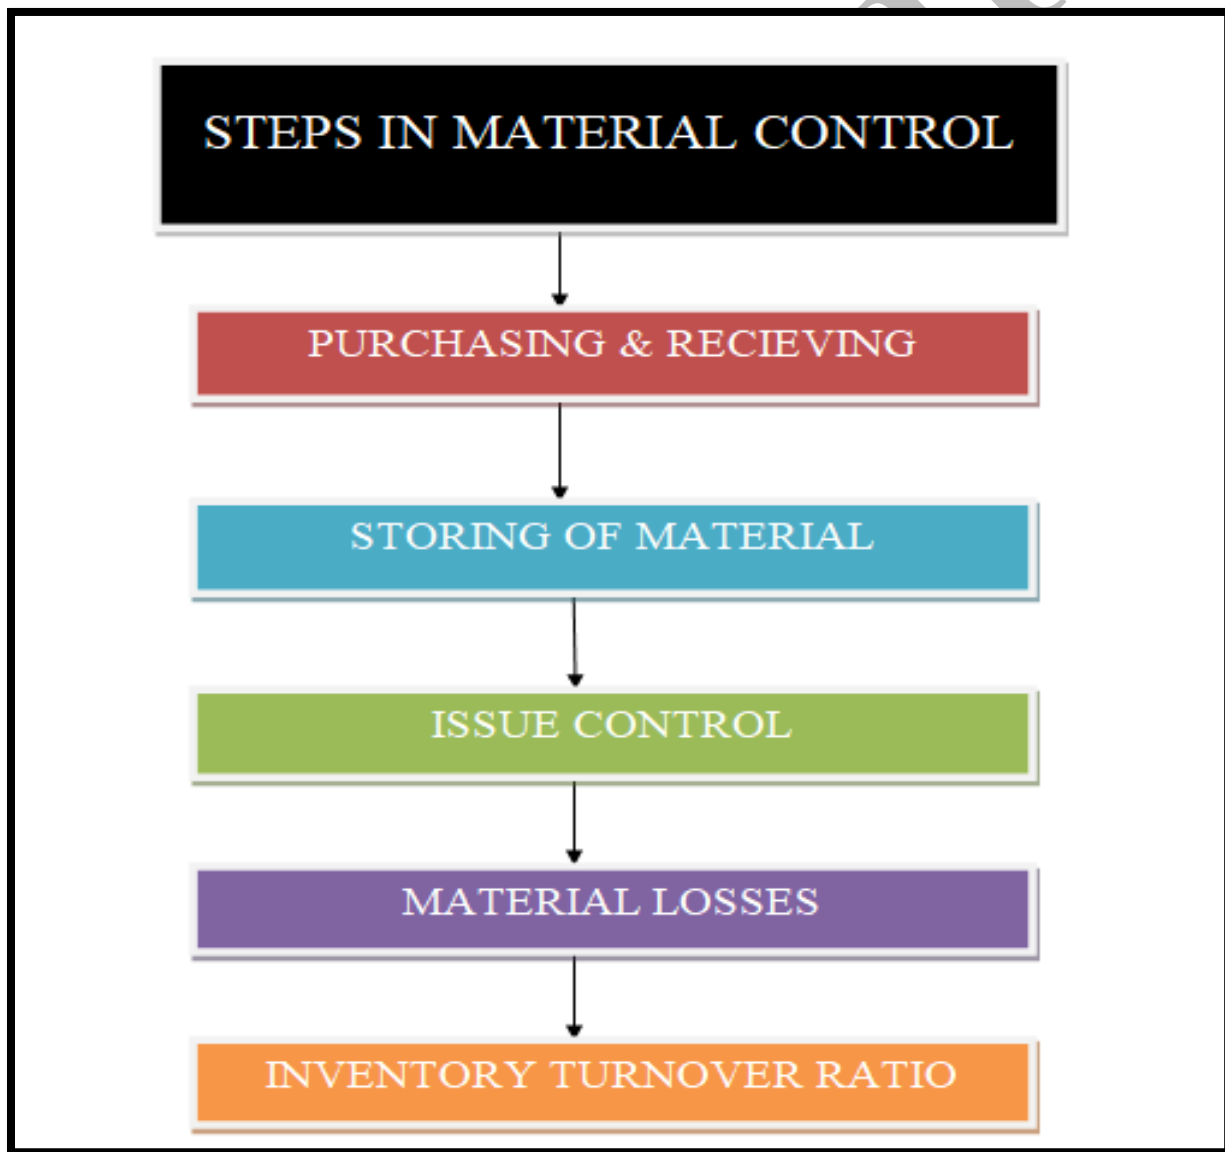 STEPS IN MATERIAL CONTROL
PURCHASING & RECIEVING
STORING OF MATERIAL
ISSUE CONTROL
MATERIAL LOSSES
INVENTORY TURNOVER RATIO